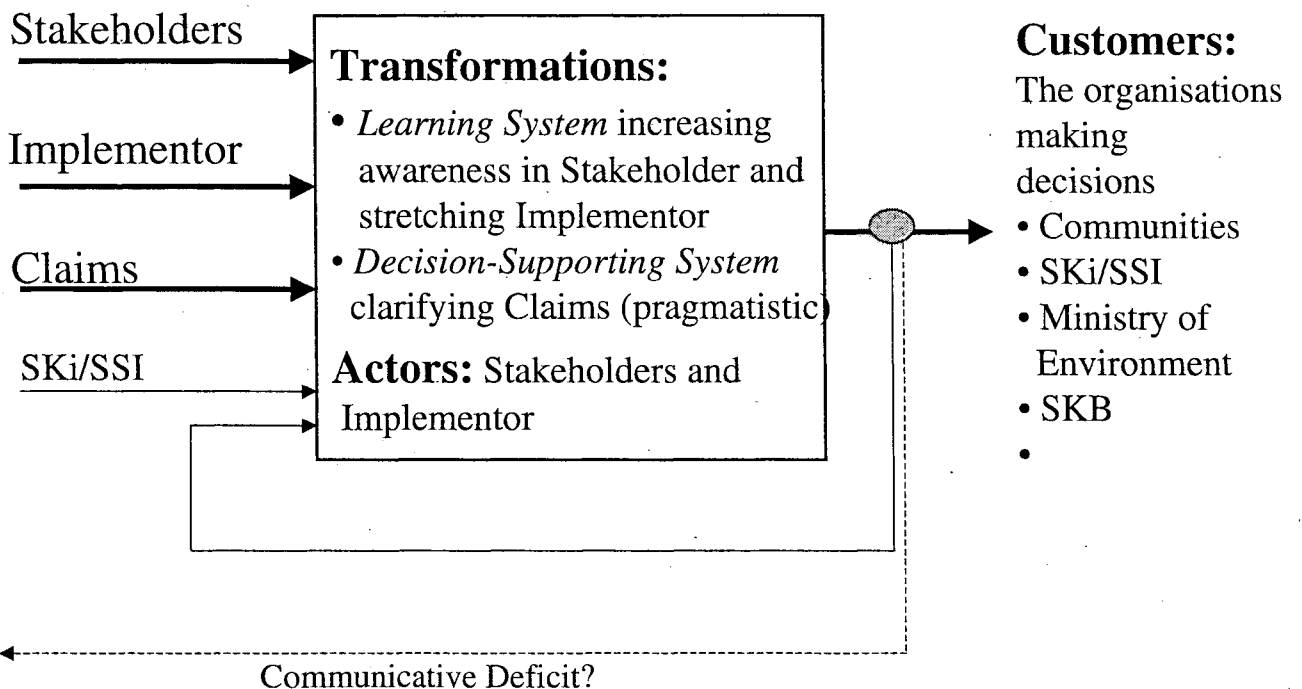 Stakeholders
Implementor
Claims
SKi/SSI
Transformations:
• Learning System increasing
awareness in Stakeholder and
stretching Implementor
• Decision-Supporting System
clarifying Claims (pragmatistic)
Actors: Stakeholders and
Implementor
Customers:
The organisations
making
decisions
• Communities
• SKi/SSI
• Ministry of
Environment
• SKB
•
Communicative Deficit?